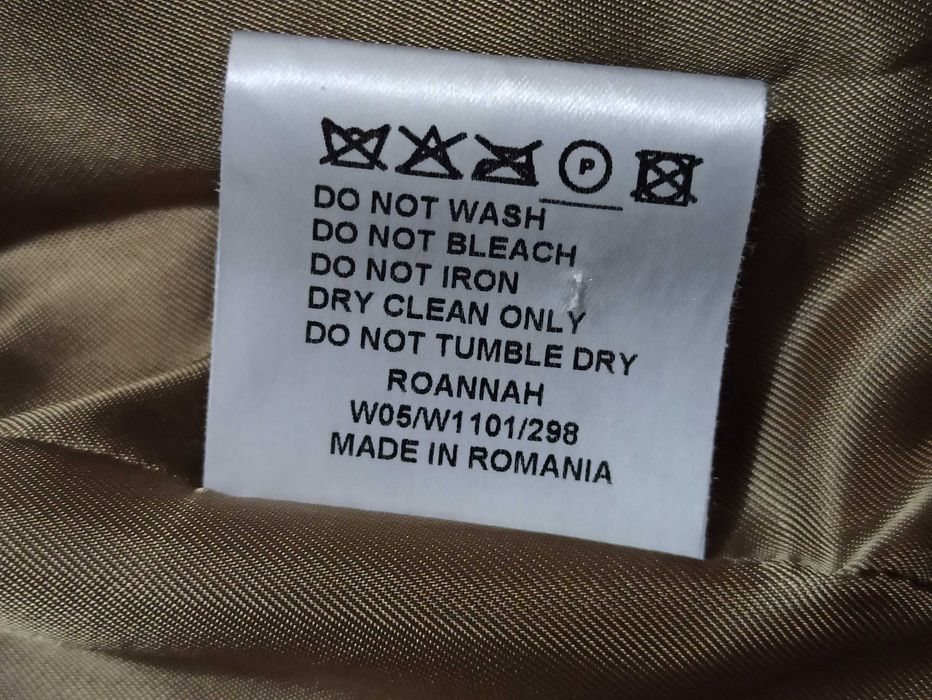 P
DO NOT WASH
DO NOT BLEACH
DO NOT IRON
DRY CLEAN ONLY
DO NOT TUMBLE DRY
ROANNAH
W05/W1101/298
MADE IN ROMANIA